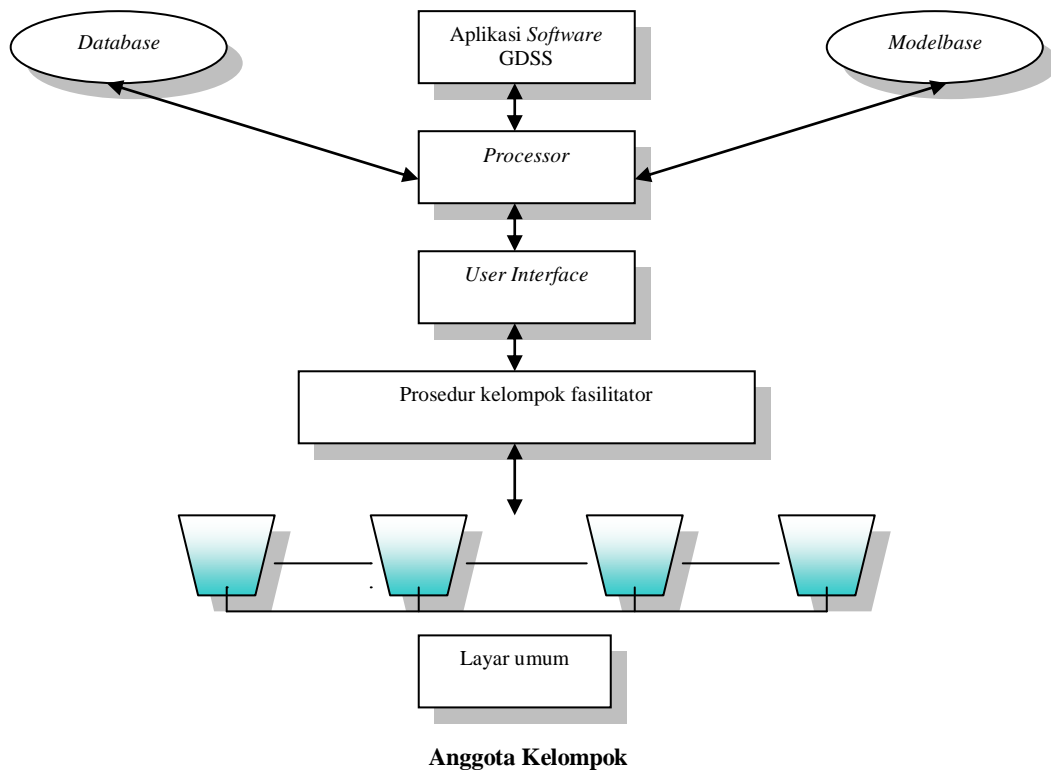 Database
Aplikasi Software
GDSS
Modelbase
Processor
User Interface
Prosedur kelompok fasilitator
Layar umum
Anggota Kelompok